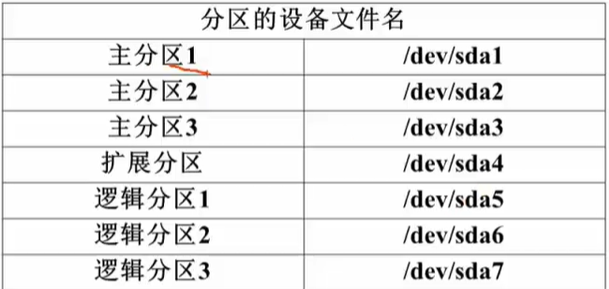 分区的设备文件名
主分区1 /dev/sda1
主分区2 /dev/sda2
主分区3 /dev/sda3
扩展分区 /dev/sda4
逻辑分区1 /dev/sda5
逻辑分区2 /dev/sda6
逻辑分区3 /dev/sda7